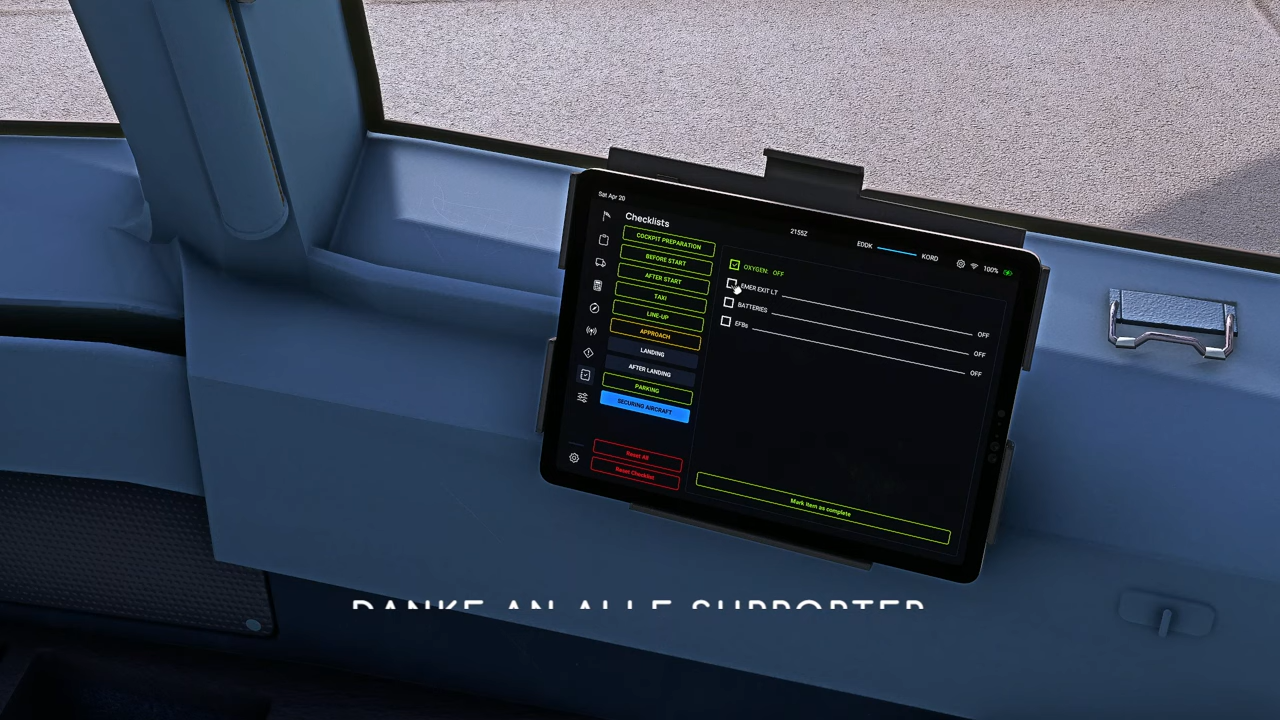 Sat Apr 20
2155Z
EDDK
KORD
100%
Checklists
COCKPIT PREPARATION
BEFORE START
AFTER START
TAXI
LINE-UP
APPROACH
LANDING
AFTER LANDING
PARKING
SECURING AIRCRAFT
Reset All
Reset Checklist
OXYGEN: OFF
EMER EXIT LT OFF
BATTERIES OFF
EFBs OFF
Mark item as complete
DANKE AN ALLE SUPPORTER